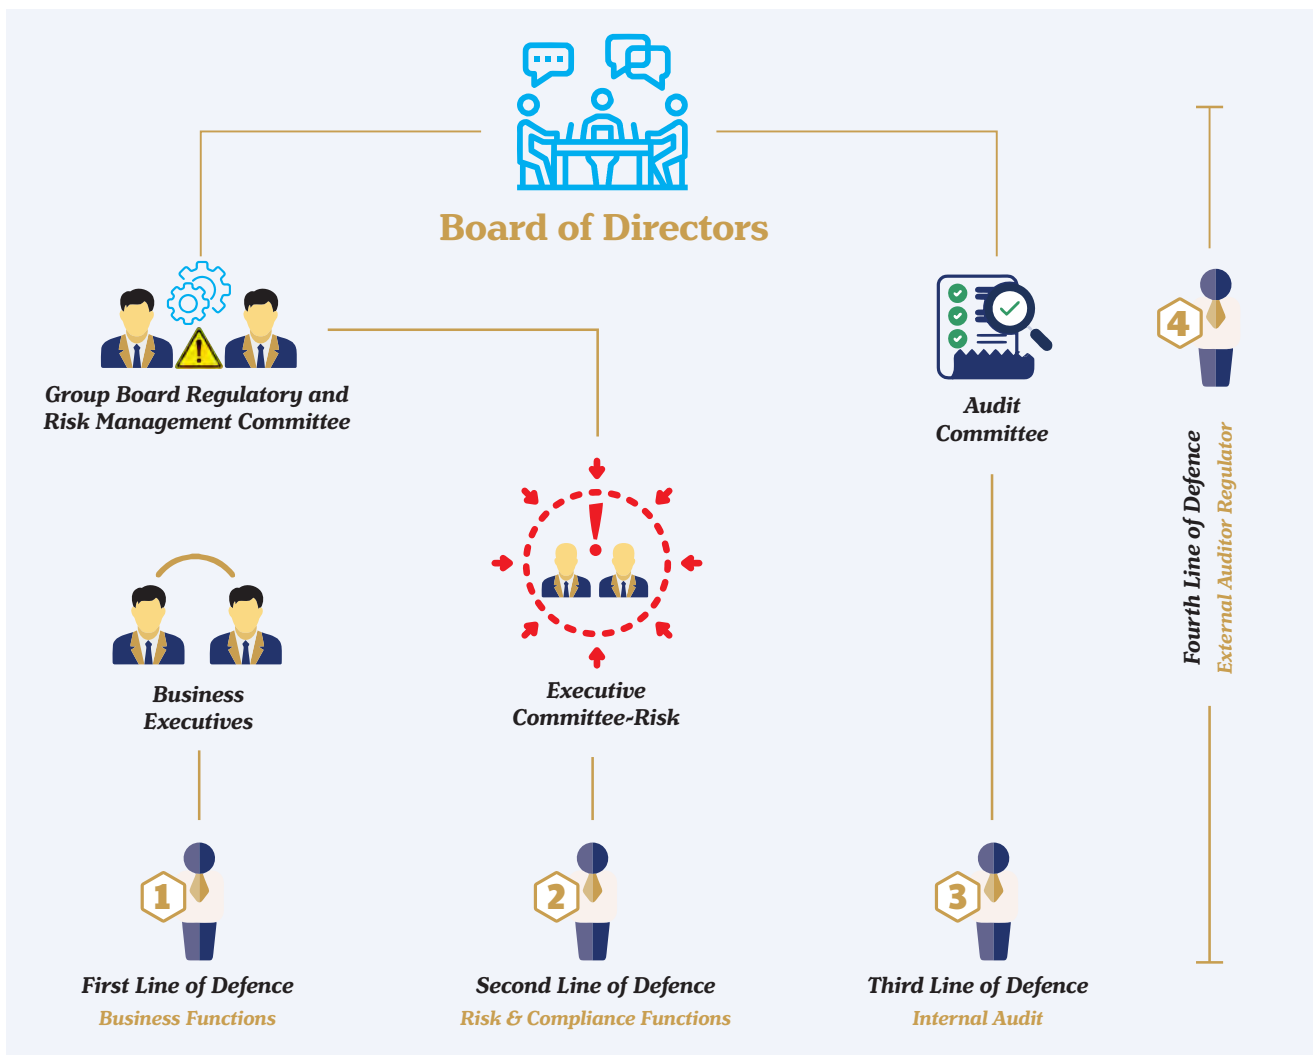 Board of Directors
Group Board Regulatory and
Risk Management Committee
Audit
Committee
4
Fourth Line of Defence
External Auditor Regulator
Business
Executives
Executive
Committee-Risk
1
First Line of Defence
Business Functions
2
Second Line of Defence
Risk & Compliance Functions
3
Third Line of Defence
Internal Audit